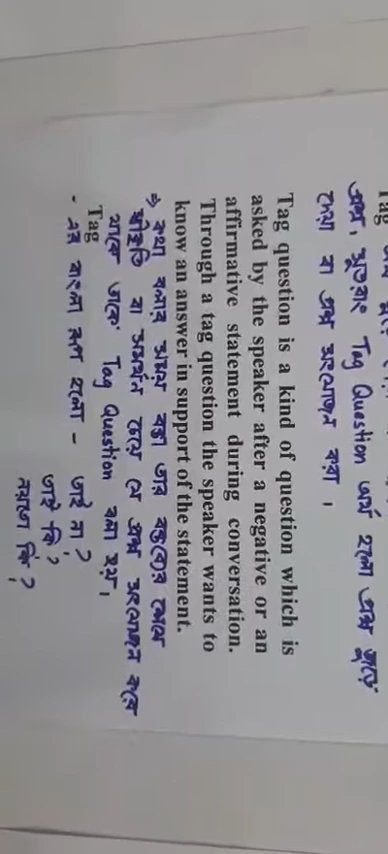 Tag
প্রশ্ন, সুতরাং Tag Question অর্থ হলো প্রশ্ন জুড়ে
দেয়া বা প্রশ্ন সংযোজন করা ।
Tag question is a kind of question which is
asked by the speaker after a negative or an
affirmative statement during conversation.
Through a tag question the speaker wants to
know an answer in support of the statement.
⇒ কথা বলার সময় বক্তা তার বক্তব্যের শেষে
স্বীকৃতি বা সমর্থন চেয়ে যে প্রশ্ন সংযোজন করে
থাকে তাকে Tag Question বলা হয় ।
Tag
- এর বাংলা রূপ হলো - তাই না ?
তাই কি ?
নয়তো কি ?